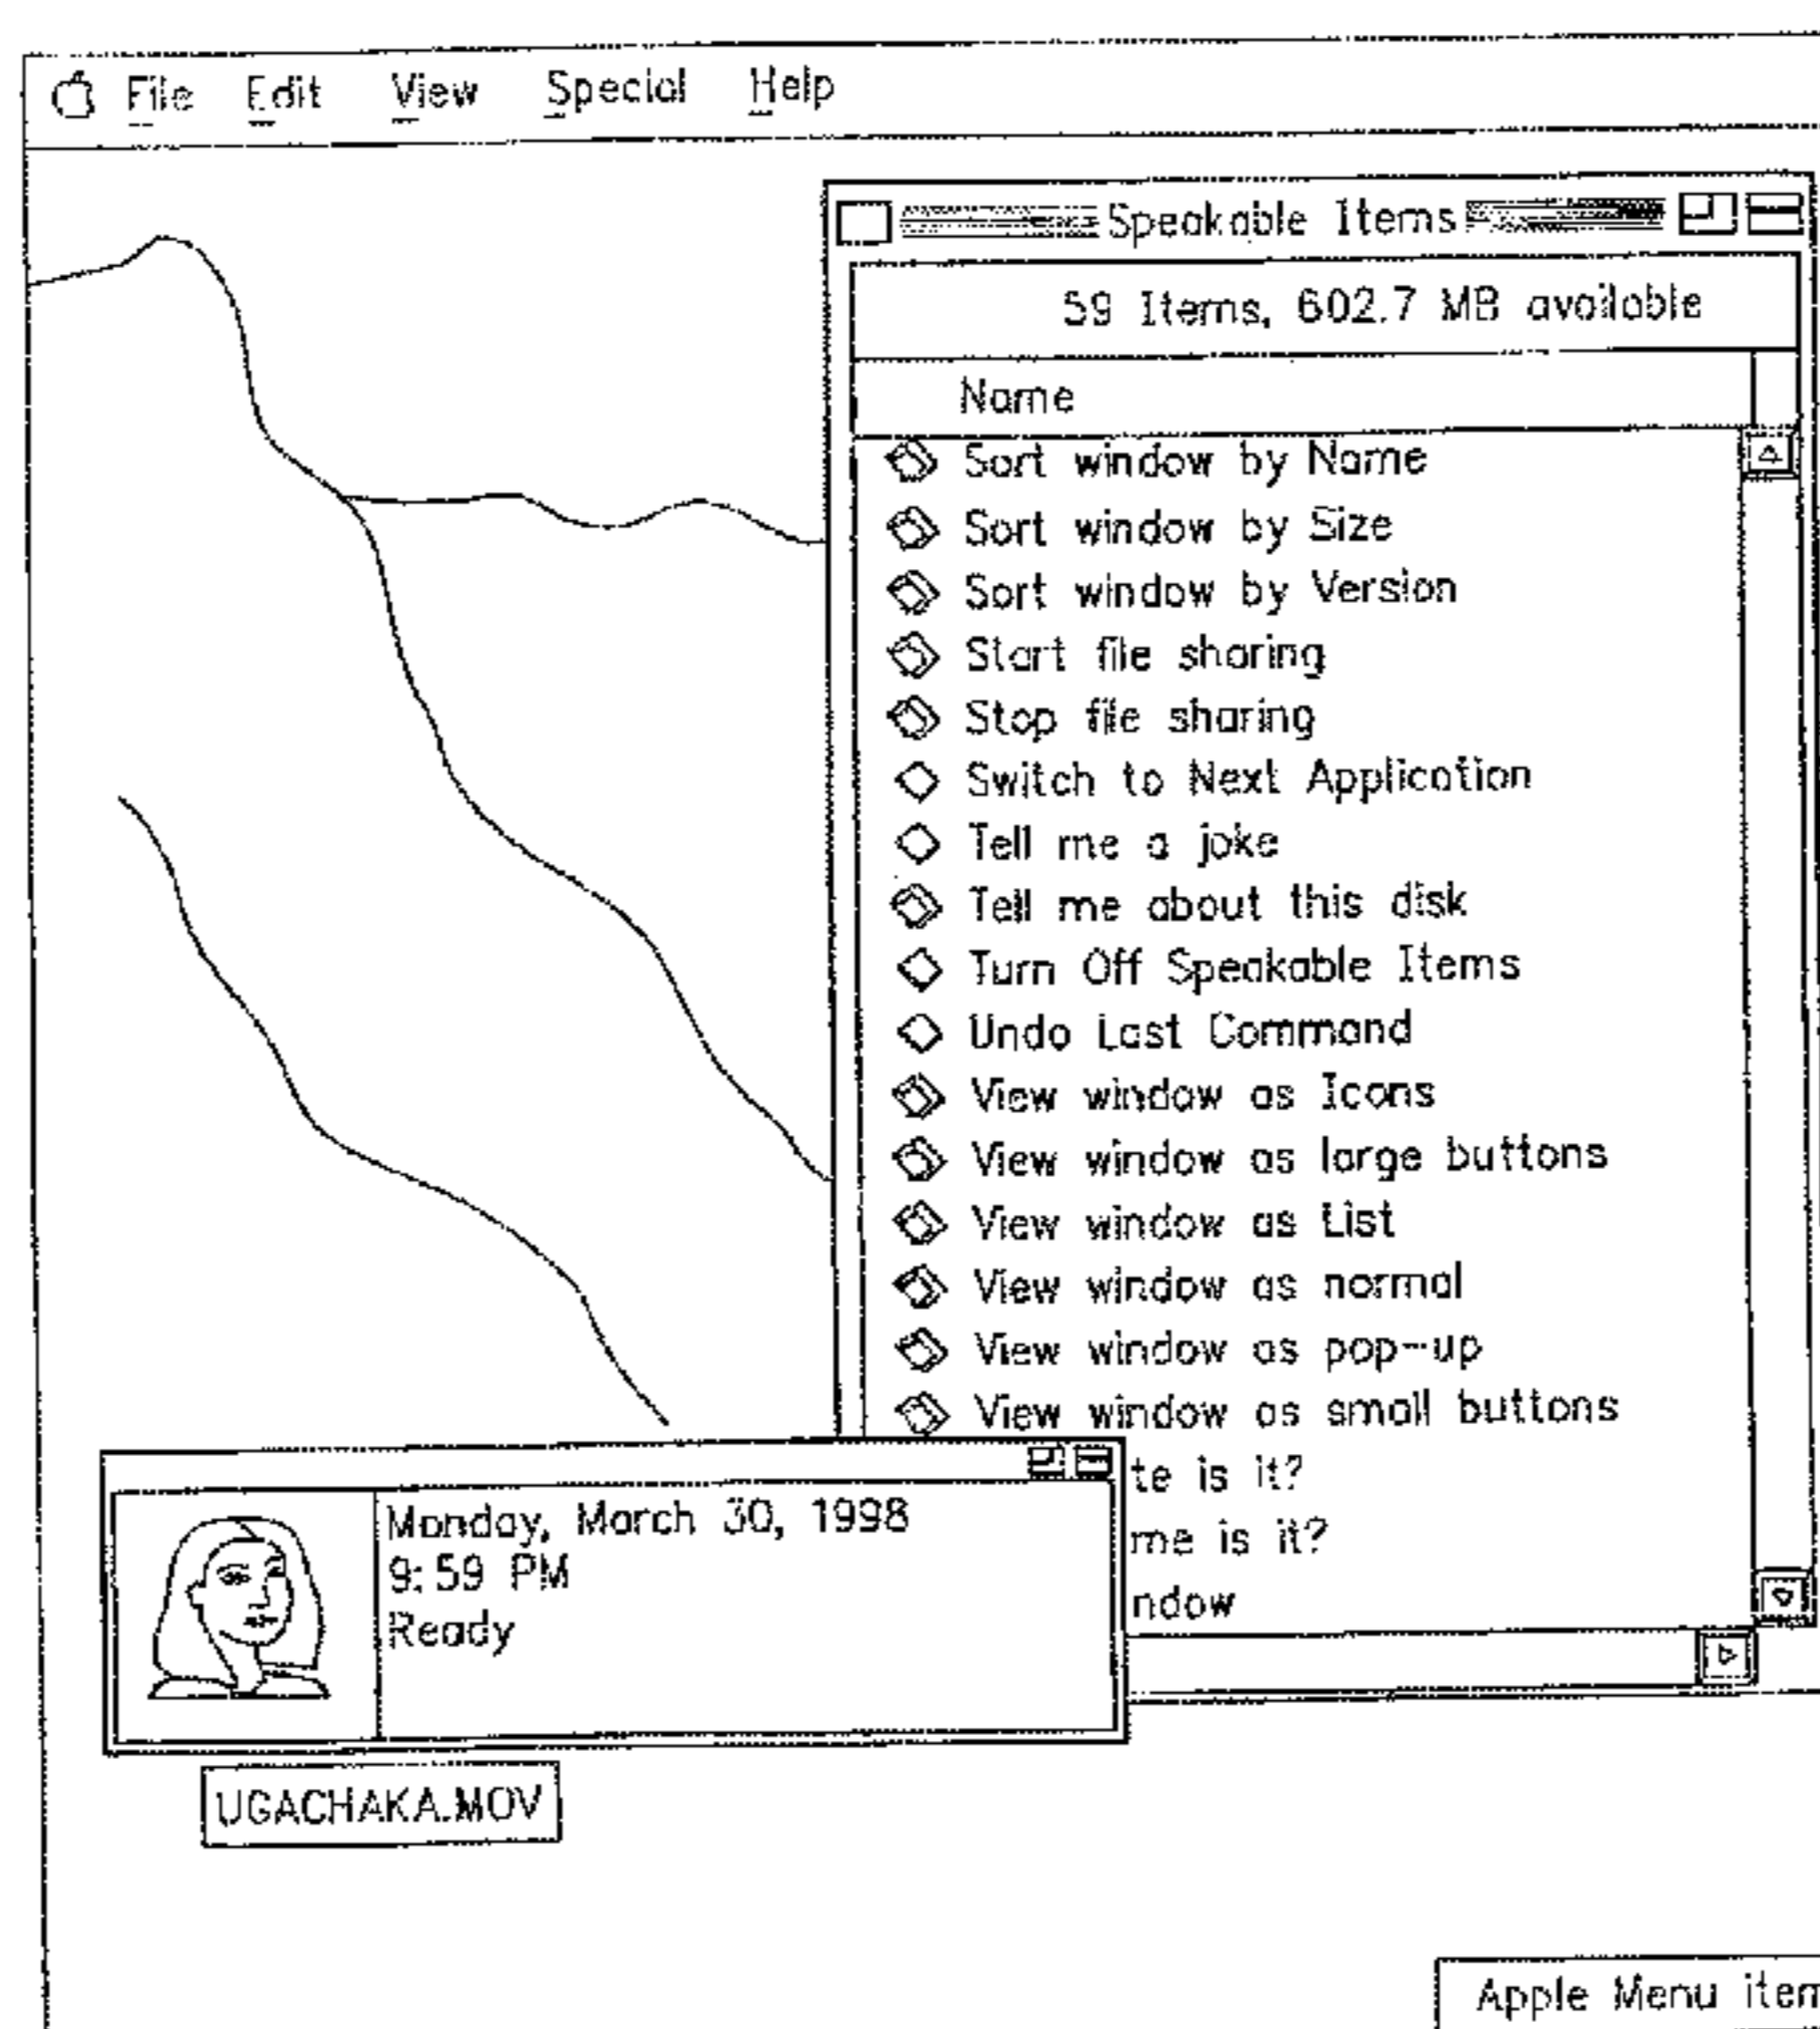 File Edit View Special Help
Speakable Items
59 Items, 602.7 MB available
Name
Sort window by Name
Sort window by Size
Sort window by Version
Start file sharing
Stop file sharing
Switch to Next Application
Tell me a joke
Tell me about this disk
Turn Off Speakable Items
Undo Last Command
View window as Icons
View window as large buttons
View window as List
View window as normal
View window as pop-up
View window as small buttons
te is it?
me is it?
ndow
Monday, March 30, 1998
9:59 PM
Ready
UGACHAKA.MOV
Apple Menu item